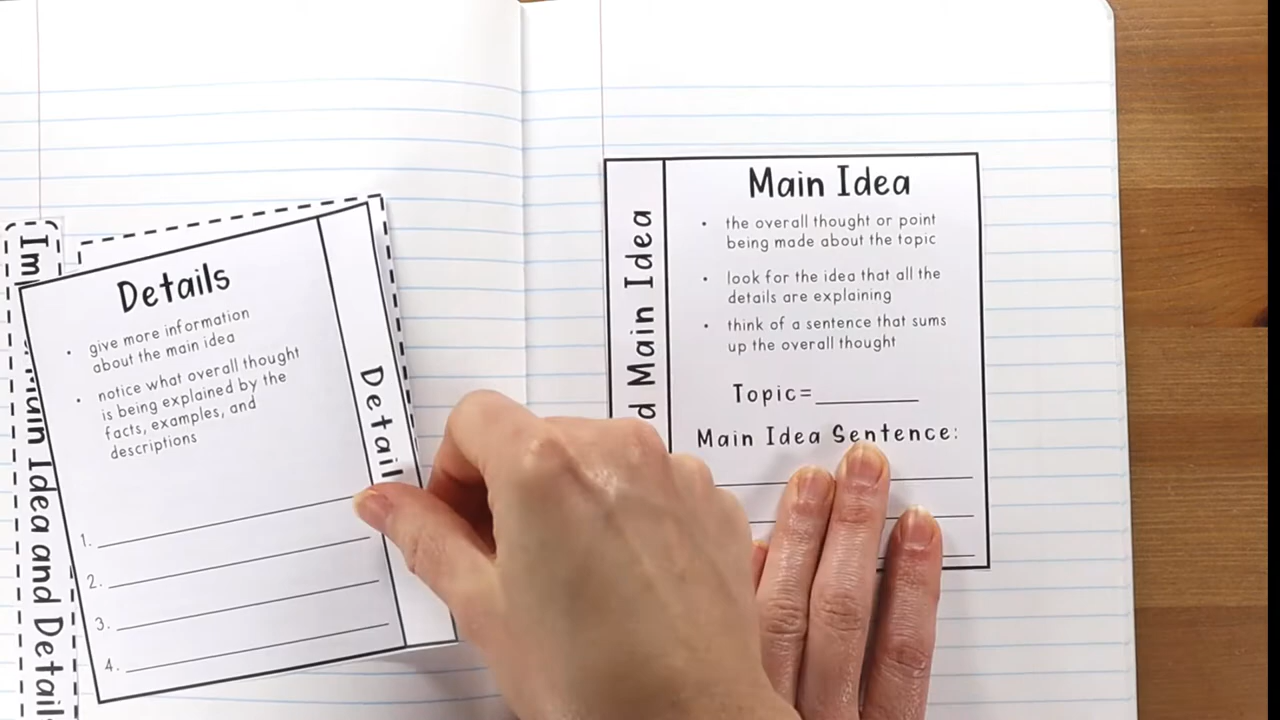 Main Idea and Details
Details
• give more information
about the main idea
• notice what overall thought
is being explained by the
facts, examples, and
descriptions
1.
2.
3.
4.
Detail
Main Idea
Main Idea
• the overall thought or point
being made about the topic
• look for the idea that all the
details are explaining
• think of a sentence that sums
up the overall thought
Topic=
Main Idea Sentence: